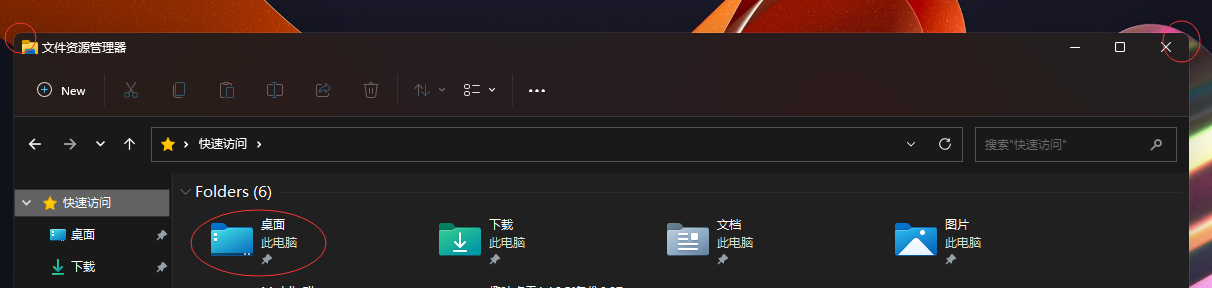 文件资源管理器
New
快速访问
搜索"快速访问"
快速访问
Folders (6)
桌面
此电脑
下载
此电脑
文档
此电脑
图片
此电脑
桌面
下载